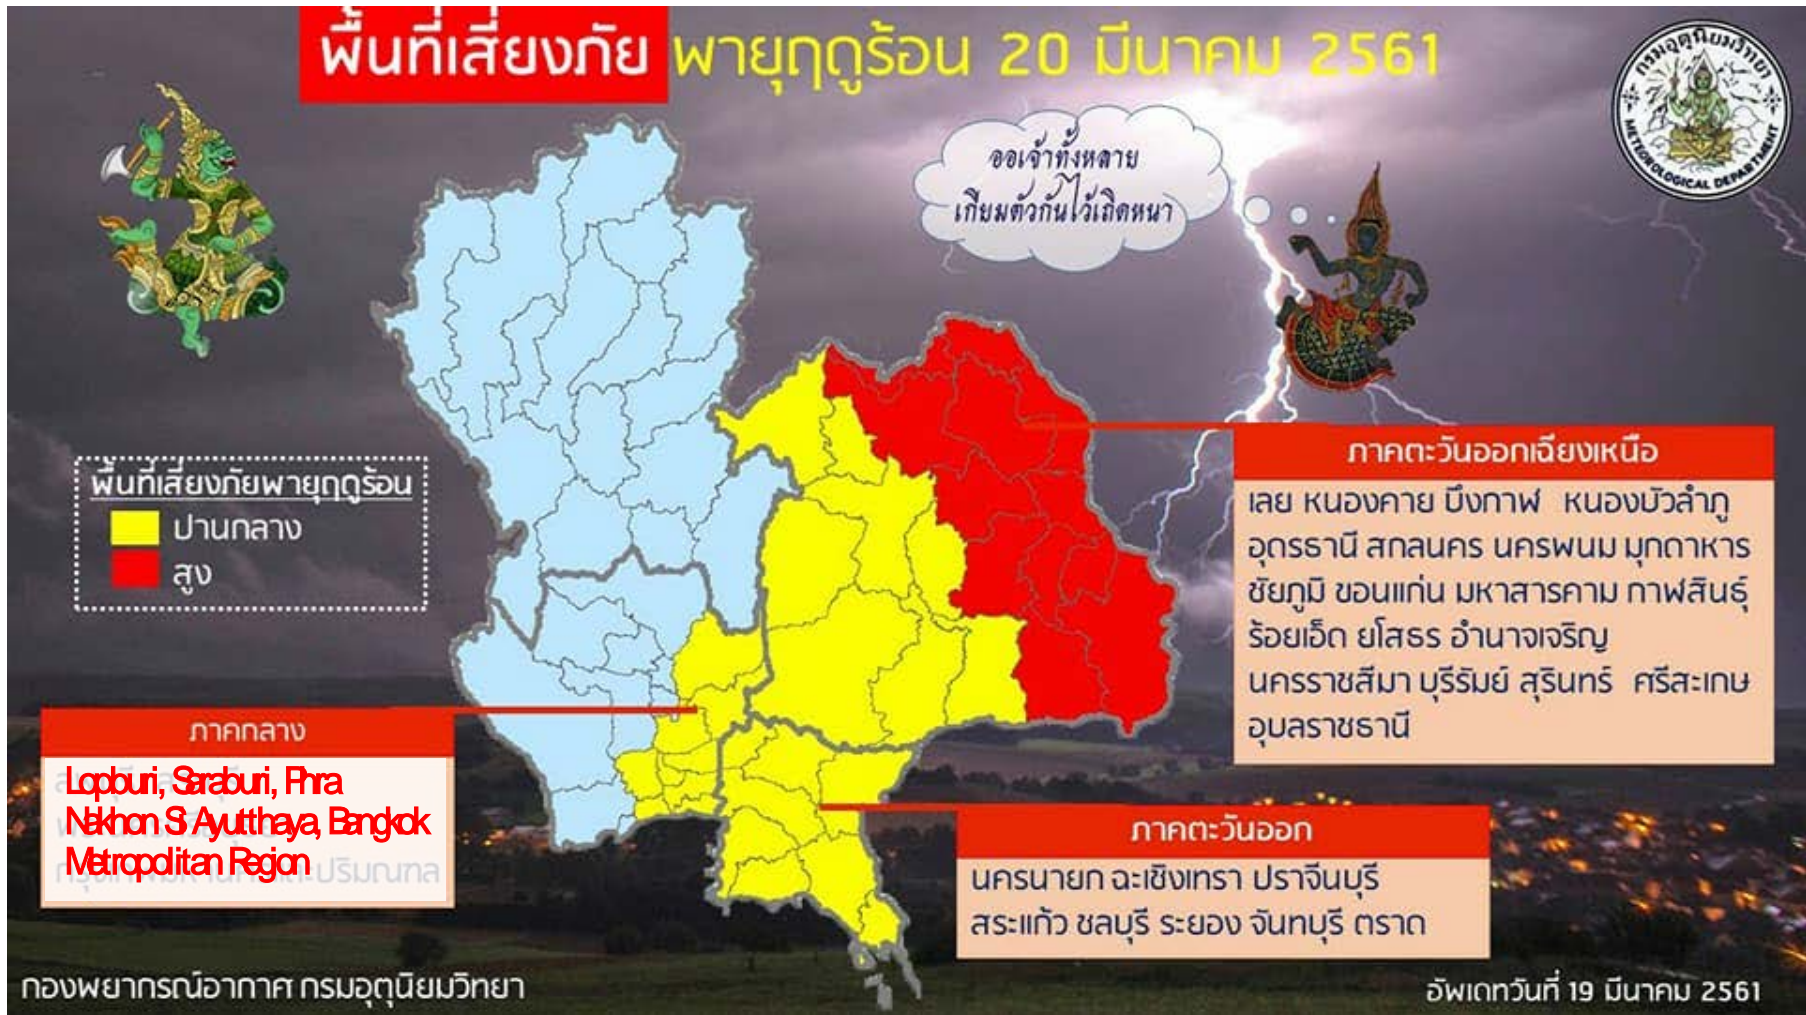 พื้นที่เสี่ยงภัย พายุฤดูร้อน 20 มีนาคม 2561
กรมอุตุนิยมวิทยา
METEOROLOGICAL DEPARTMENT
ออเจ้าทั้งหลาย
เกียมตัวกันไว้เถิดหนา
พื้นที่เสี่ยงภัยพายุฤดูร้อน
ปานกลาง
สูง
ภาคตะวันออกเฉียงเหนือ
เลย หนองคาย บึงกาฬ หนองบัวลำภู
อุดรธานี สกลนคร นครพนม มุกดาหาร
ชัยภูมิ ขอนแก่น มหาสารคาม กาฬสินธุ์
ร้อยเอ็ด ยโสธร อำนาจเจริญ
นครราชสีมา บุรีรัมย์ สุรินทร์ ศรีสะเกษ
อุบลราชธานี
ภาคกลาง
Lopburi, Saraburi, Phra
Nakhon Si Ayutthaya, Bangkok
Metropolitan Region
ภาคตะวันออก
นครนายก ฉะเชิงเทรา ปราจีนบุรี
สระแก้ว ชลบุรี ระยอง จันทบุรี ตราด
กองพยากรณ์อากาศ กรมอุตุนิยมวิทยา
อัพเดทวันที่ 19 มีนาคม 2561